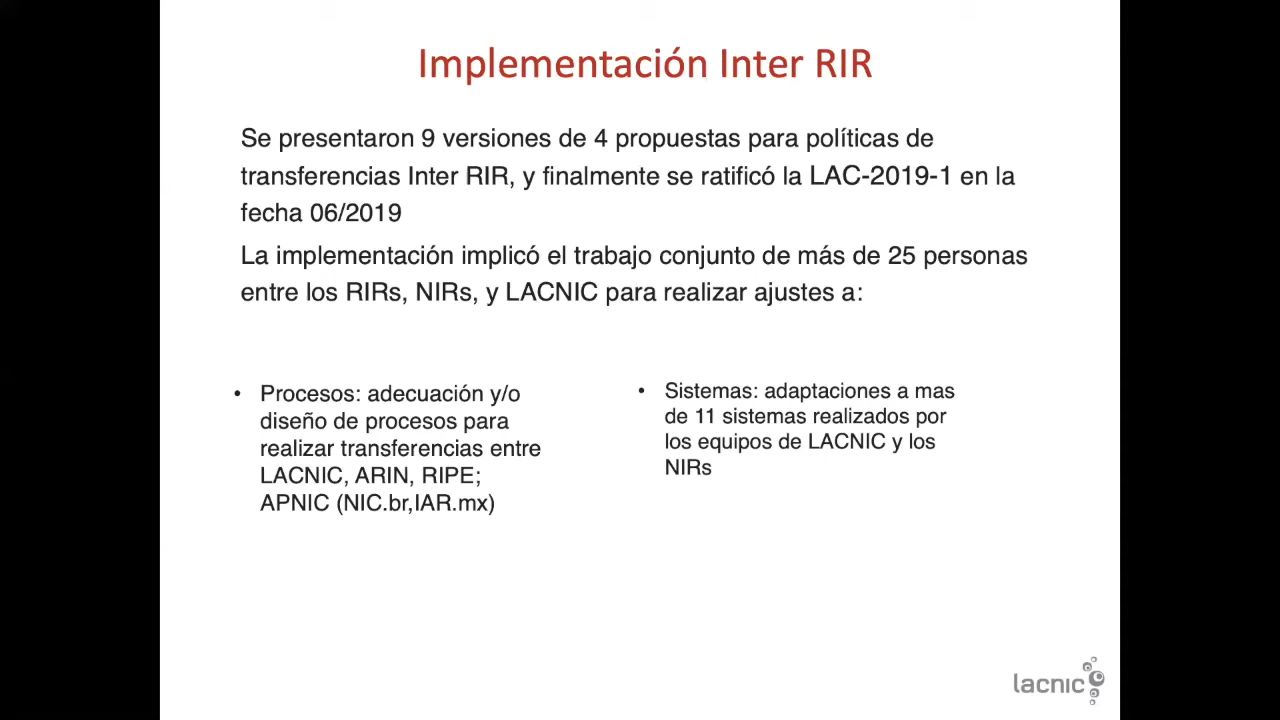 Implementación Inter RIR
Se presentaron 9 versiones de 4 propuestas para políticas de
transferencias Inter RIR, y finalmente se ratificó la LAC-2019-1 en la
fecha 06/2019
La implementación implicó el trabajo conjunto de más de 25 personas
entre los RIRs, NIRs, y LACNIC para realizar ajustes a:
• Procesos: adecuación y/o
diseño de procesos para
realizar transferencias entre
LACNIC, ARIN, RIPE;
APNIC (NIC.br,IAR.mx)
• Sistemas: adaptaciones a mas
de 11 sistemas realizados por
los equipos de LACNIC y los
NIRs
lacnic